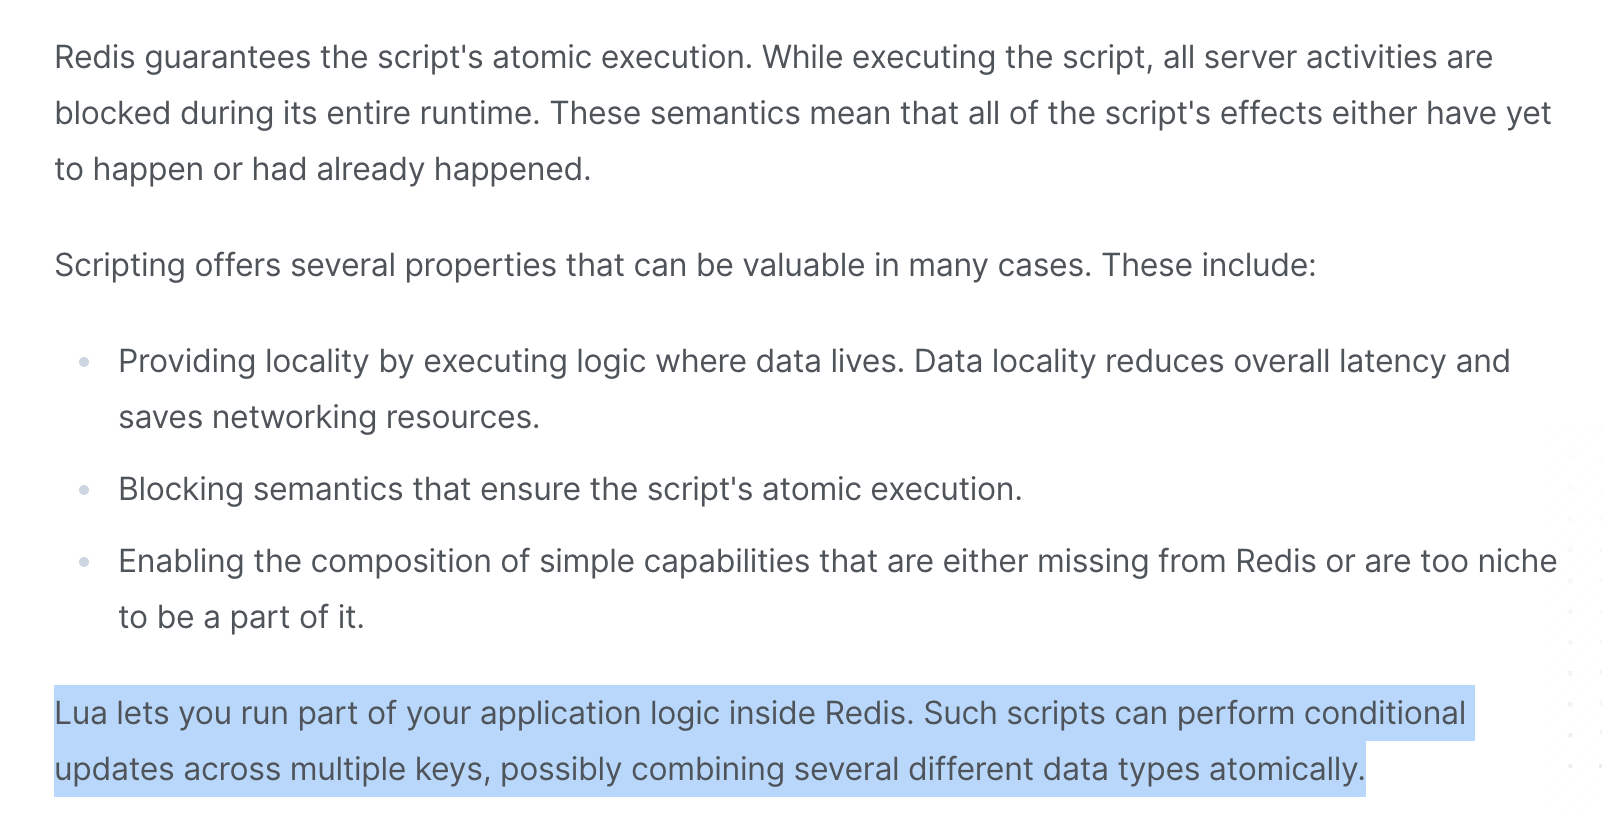 Redis guarantees the script's atomic execution. While executing the script, all server activities are
blocked during its entire runtime. These semantics mean that all of the script's effects either have yet
to happen or had already happened.
Scripting offers several properties that can be valuable in many cases. These include:
Providing locality by executing logic where data lives. Data locality reduces overall latency and
saves networking resources.
Blocking semantics that ensure the script's atomic execution.
Enabling the composition of simple capabilities that are either missing from Redis or are too niche
to be a part of it.
Lua lets you run part of your application logic inside Redis. Such scripts can perform conditional
updates across multiple keys, possibly combining several different data types atomically.